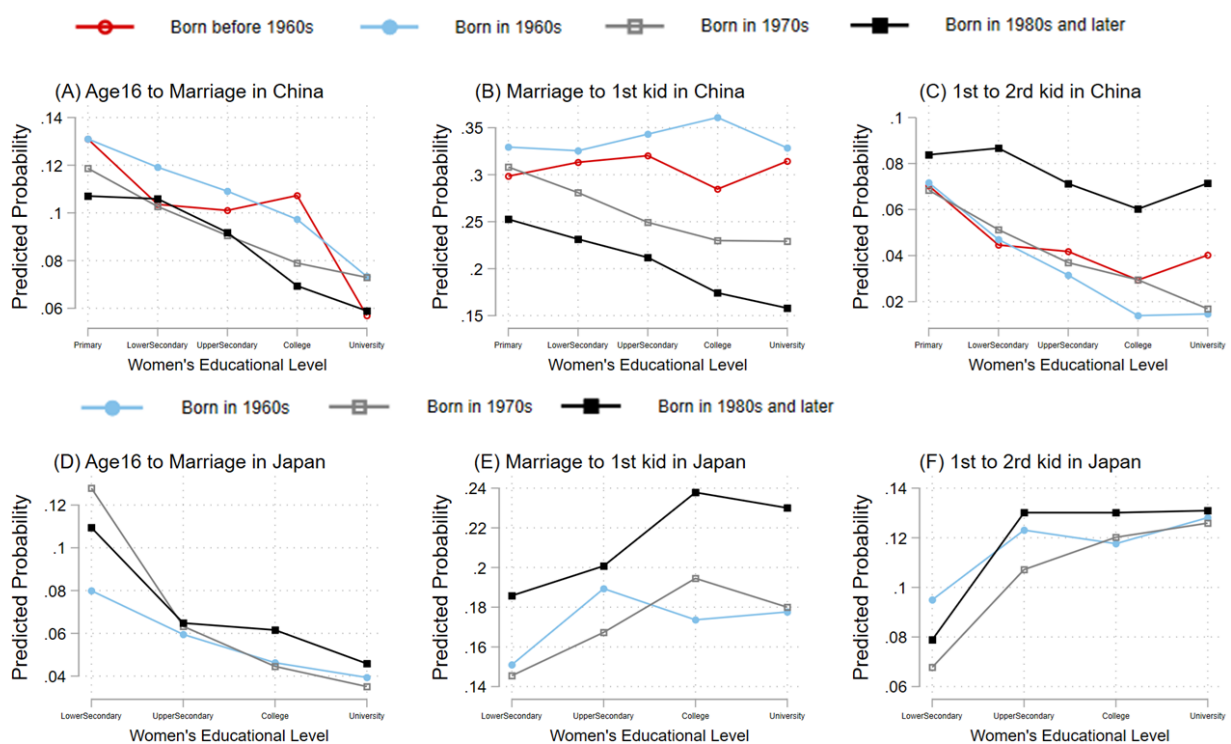 Born before 1960s Born in 1960s Born in 1970s Born in 1980s and later
(A) Age16 to Marriage in China
Predicted Probability
.14
.12
.1
.08
.06
Primary LowerSecondary UpperSecondary College University
Women's Educational Level
(B) Marriage to 1st kid in China
Predicted Probability
.35
.3
.25
.2
.15
Primary LowerSecondary UpperSecondary College University
Women's Educational Level
(C) 1st to 2rd kid in China
Predicted Probability
.1
.08
.06
.04
.02
Primary LowerSecondary UpperSecondary College University
Women's Educational Level
Born in 1960s Born in 1970s Born in 1980s and later
(D) Age16 to Marriage in Japan
Predicted Probability
.12
.1
.08
.06
.04
LowerSecondary UpperSecondary College University
Women's Educational Level
(E) Marriage to 1st kid in Japan
Predicted Probability
.24
.22
.2
.18
.16
.14
LowerSecondary UpperSecondary College University
Women's Educational Level
(F) 1st to 2rd kid in Japan
Predicted Probability
.14
.12
.1
.08
.06
LowerSecondary UpperSecondary College University
Women's Educational Level